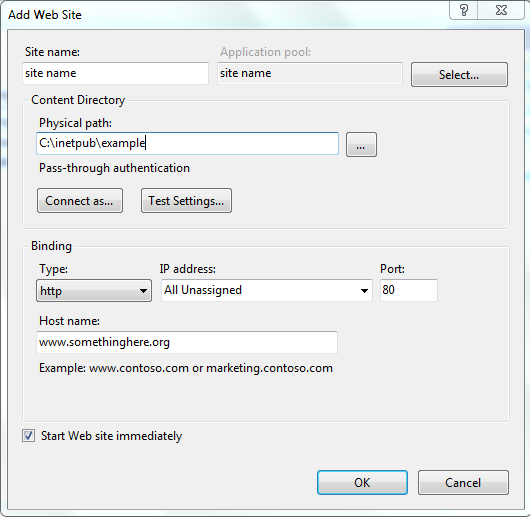 Add Web Site
Site name:
Application pool:
site name
site name
Select...
Content Directory
Physical path:
C:\inetpub\example
...
Pass-through authentication
Connect as...
Test Settings...
Binding
Type:
IP address:
Port:
http
All Unassigned
80
Host name:
www.somethinghere.org
Example: www.contoso.com or marketing.contoso.com
Start Web site immediately
OK
Cancel